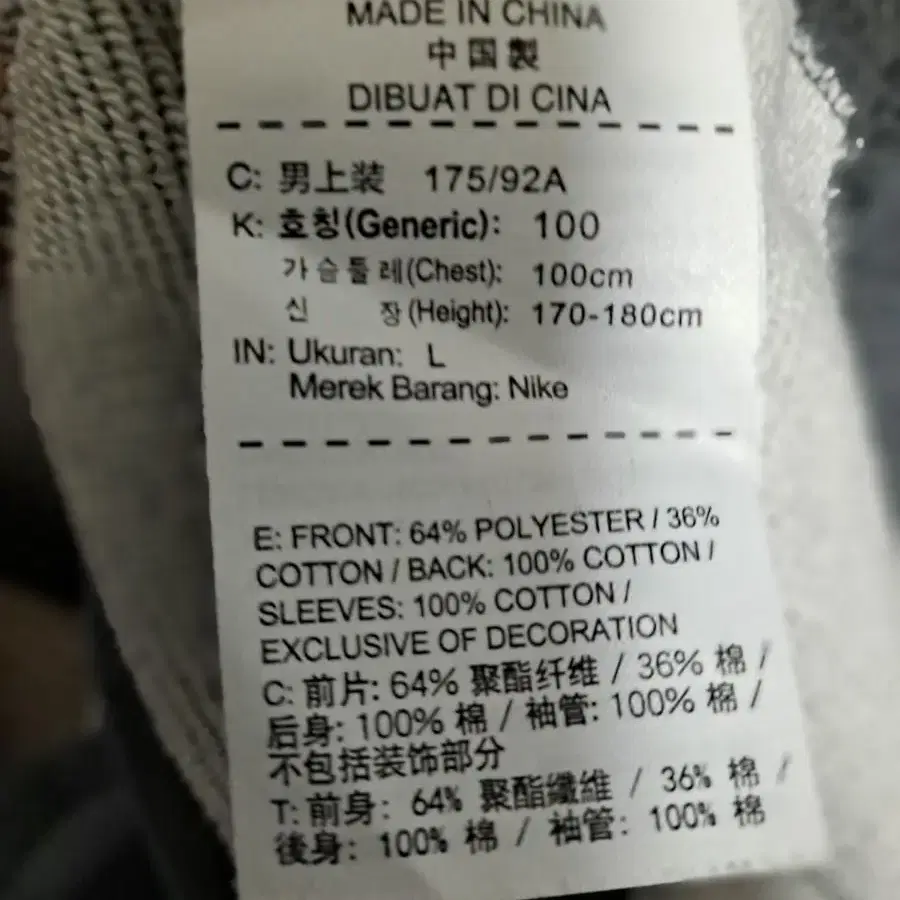 MADE IN CHINA
中国製
DIBUAT DI CINA
C: 男上装 175/92A
K: 호칭(Generic): 100
가슴둘레(Chest): 100cm
신 장(Height): 170-180cm
IN: Ukuran: L
Merek Barang: Nike
E: FRONT: 64% POLYESTER / 36%
COTTON / BACK: 100% COTTON /
SLEEVES: 100% COTTON /
EXCLUSIVE OF DECORATION
C: 前片: 64% 聚酯纤维 / 36% 棉 /
后身: 100% 棉 / 袖管: 100% 棉 /
不包括装饰部分
T: 前身: 64% 聚酯纖維 / 36% 棉 /
後身: 100% 棉 / 袖管: 100% 棉